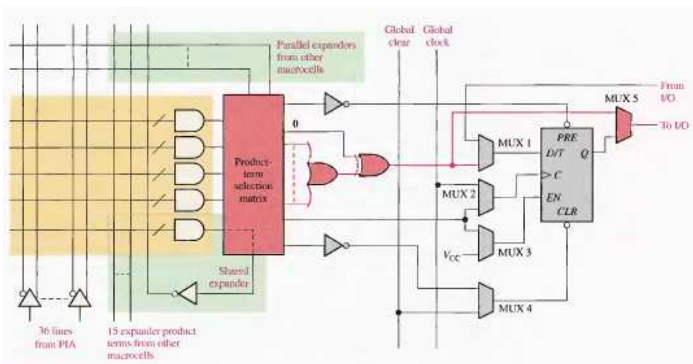 Parallel expanders
from other
macrocells
Global
clear
Global
clock
From
I/O
MUX 5
To I/O
0
PRE
MUX 1
D/T
Q
Product-
term
selection
matrix
C
MUX 2
EN
CLR
VCC
MUX 3
Shared
expander
MUX 4
36 lines
from PIA
15 expander product
terms from other
macrocells